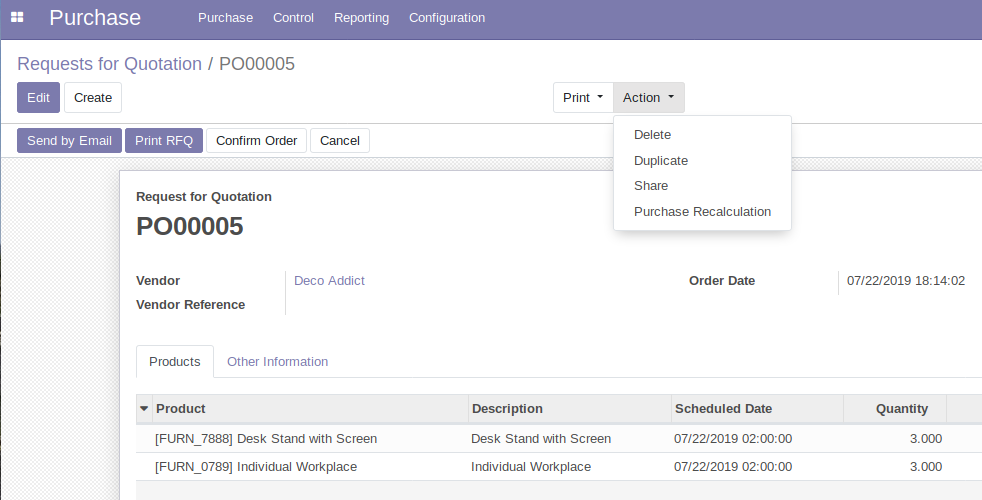 Purchase Purchase Control Reporting Configuration
Requests for Quotation / PO00005
Edit Create Print Action
Delete
Send by Email Print RFQ Confirm Order Cancel
Duplicate
Share
Purchase Recalculation
Request for Quotation
PO00005
Vendor Deco Addict Order Date 07/22/2019 18:14:02
Vendor Reference
Products Other Information
Product Description Scheduled Date Quantity
[FURN_7888] Desk Stand with Screen Desk Stand with Screen 07/22/2019 02:00:00 3.000
[FURN_0789] Individual Workplace Individual Workplace 07/22/2019 02:00:00 3.000